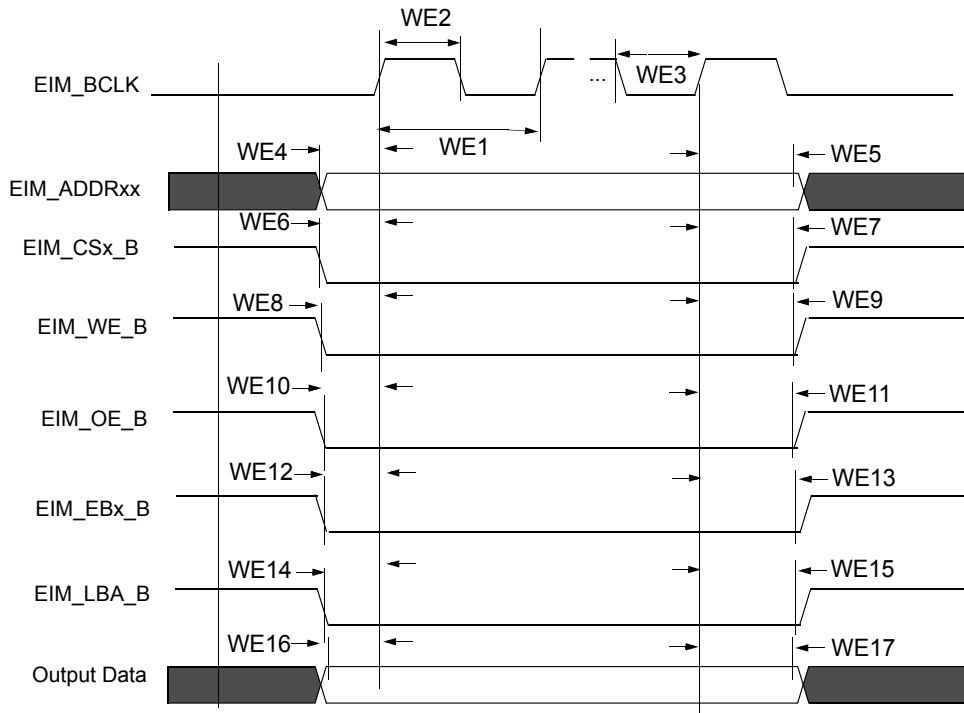 WE2
EIM_BCLK
...
WE3
WE4
WE1
WE5
EIM_ADDRxx
WE6
WE7
EIM_CSx_B
WE8
WE9
EIM_WE_B
WE10
WE11
EIM_OE_B
WE12
WE13
EIM_EBx_B
WE14
WE15
EIM_LBA_B
WE16
WE17
Output Data